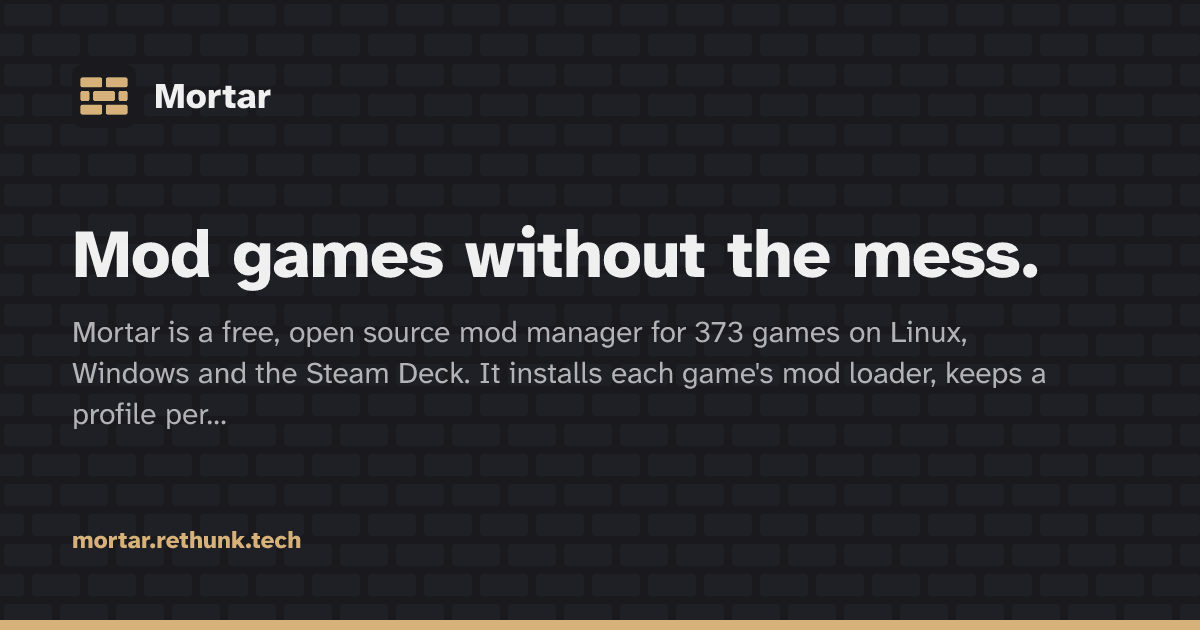 Mortar
Mod games without the mess.
Mortar is a free, open source mod manager for 373 games on Linux,
Windows and the Steam Deck. It installs each game's mod loader, keeps a
profile per...
mortar.rethunk.tech